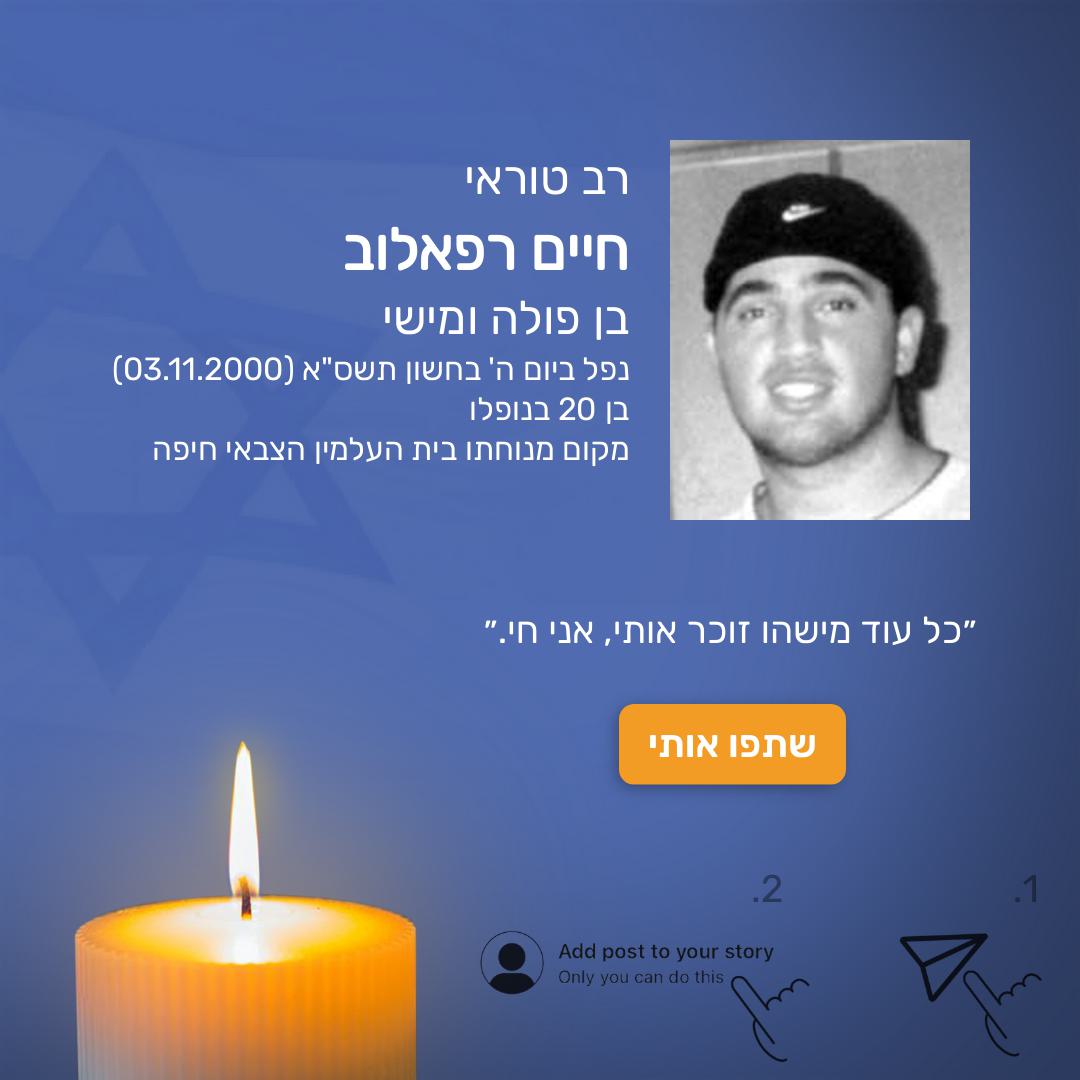 רב טוראי
חיים רפאלוב
בן פולה ומישי
נפל ביום ה' בחשון תשס"א (03.11.2000)
בן 20 בנופלו
מקום מנוחתו בית העלמין הצבאי חיפה
״כל עוד מישהו זוכר אותי, אני חי.״
שתפו אותי
1.
2.
Add post to your story
Only you can do this